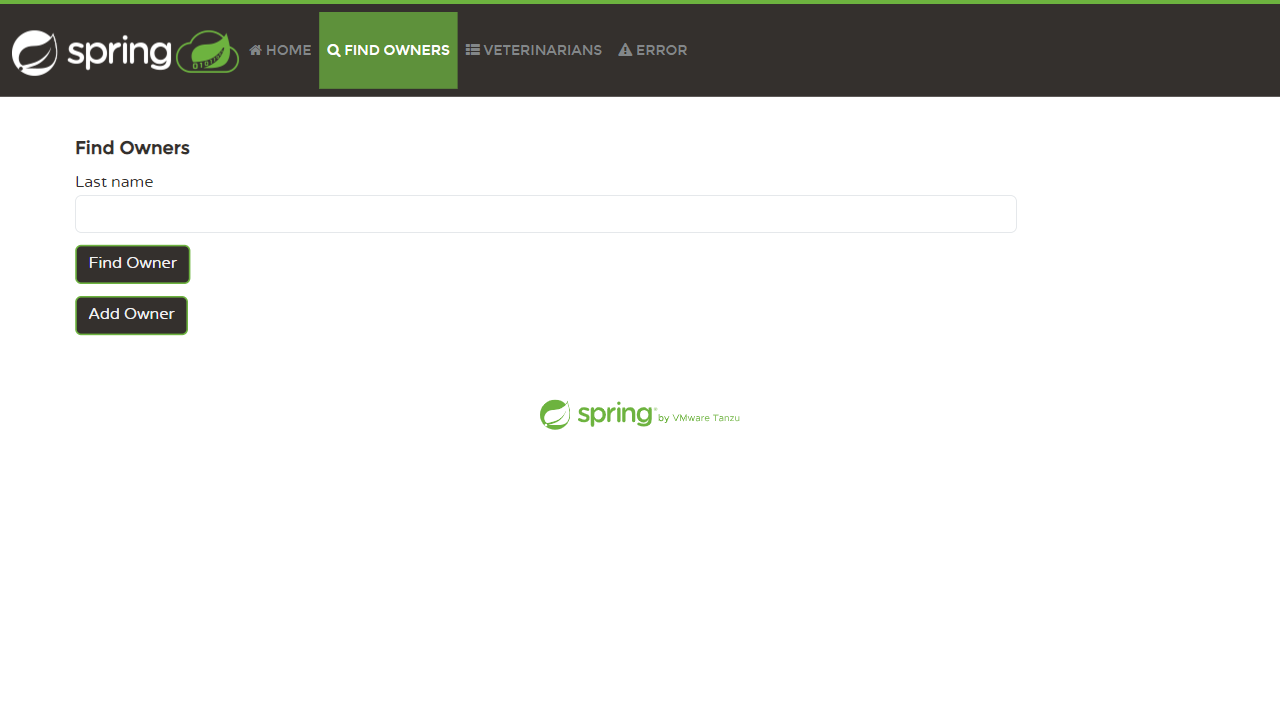 spring HOME FIND OWNERS VETERINARIANS ERROR
Find Owners
Last name
Find Owner
Add Owner
spring by VMware Tanzu